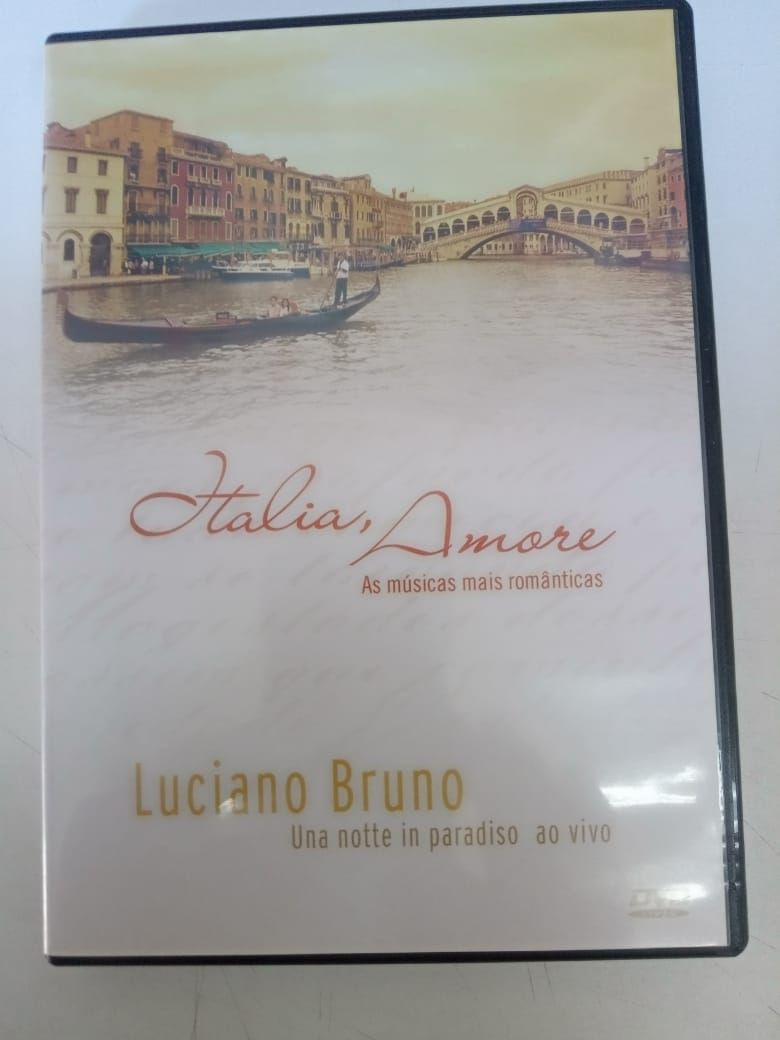 Italia, Amore
As músicas mais românticas
Luciano Bruno
Una notte in paradiso ao vivo
DVD